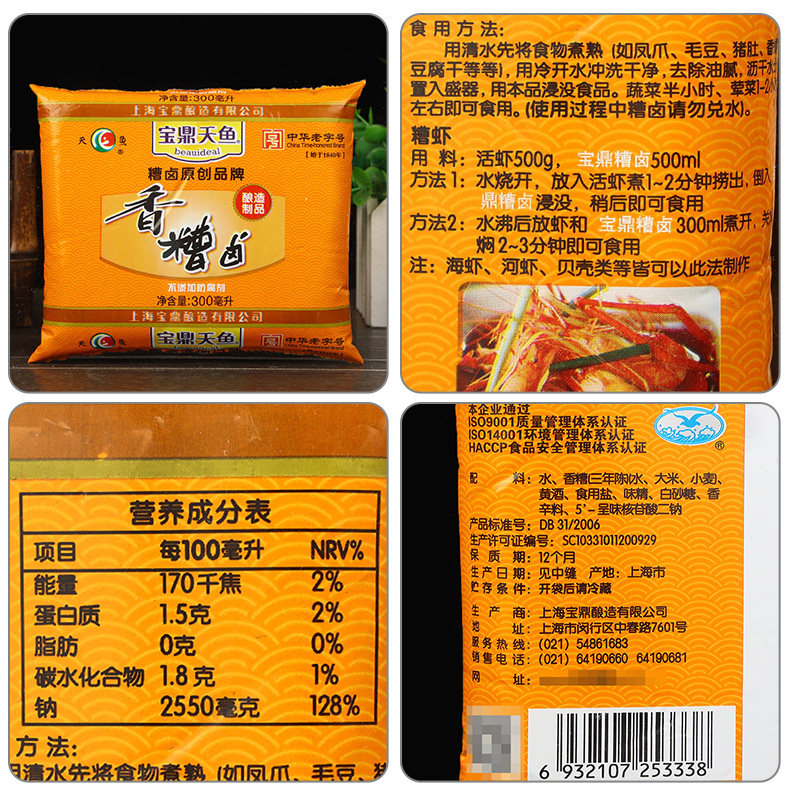 净含量:300毫升
上海宝鼎酿造有限公司
天 鱼
®
宝鼎天鱼
beauideal
中华老字号
China Time-honored Brand
【始于1840年】
糟卤原创品牌
香糟卤
酿造
制品
不添加防腐剂
净含量:300毫升
上海宝鼎酿造有限公司
天 鱼
宝鼎天鱼
beauideal
中华老字号
China Time-honored Brand
食用方法:
用清水先将食物煮熟 (如凤爪、毛豆、猪肚、香
豆腐干等等), 用冷开水冲洗干净, 去除油腻, 沥干水
置入盛器, 用本品浸没食品。蔬菜半小时、荤菜1-2小
左右即可食用。(使用过程中糟卤请勿兑水)。
糟虾
用 料: 活虾500g, 宝鼎糟卤500ml
方法1: 水烧开, 放入活虾煮1~2分钟捞出, 倒入
鼎糟卤浸没, 稍后即可食用
方法2: 水沸后放虾和 宝鼎糟卤300ml煮开, 关
焖2~3分钟即可食用
注: 海虾、河虾、贝壳类等皆可以此法制作
营养成分表
项目 每100毫升 NRV%
能量 170千焦 2%
蛋白质 1.5克 2%
脂肪 0克 0%
碳水化合物 1.8克 1%
钠 2550毫克 128%
方法:
用清水先将食物煮熟 (如凤爪、毛豆、猪
本企业通过
ISO9001质量管理体系认证
ISO14001环境管理体系认证
HACCP食品安全管理体系认证
®
配 料: 水、香糟(三年陈)(水、大米、小麦)、
黄酒、食用盐、味精、白砂糖、香
辛料、5'-呈味核苷酸二钠
产品标准号: DB 31/2006
生产许可证编号: SC10331011200929
保 质 期: 12个月
生产日期: 见中缝 产地: 上海市
贮存条件: 开袋后请冷藏
生 产 商: 上海宝鼎酿造有限公司
地 址: 上海市闵行区中春路7601号
服务热线: (021) 54861683
销售电话: (021) 64190660 64190681
网 址:
6 932107 253338